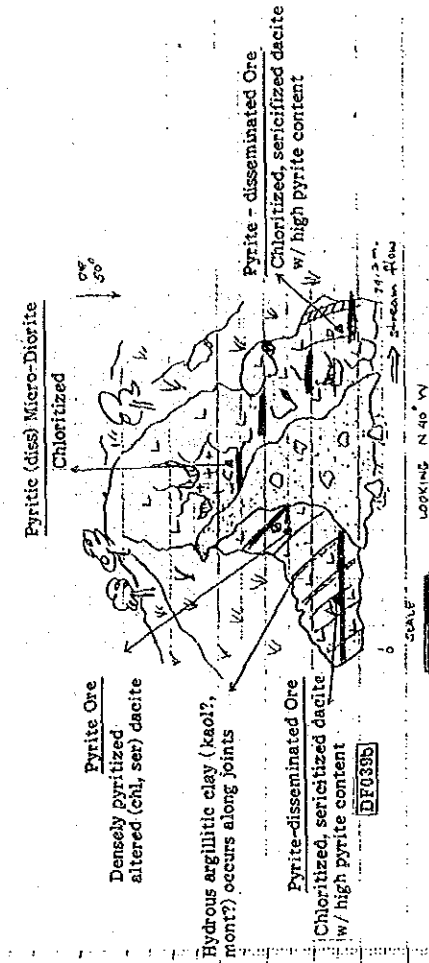 Pyritic (diss) Micro-Diorite
Chloritized
50°
Pyrite Ore
Densely pyritized
altered (chl, ser) dacite
Hydrous argillitic clay (kaol?,
mont?) occurs along joints
Pyrite-disseminated Ore
Chloritized, sericitized dacite
w/ high pyrite content
DF039b
Pyrite - disseminated Ore
Chloritized, sericitized dacite
w/ high pyrite content
stream flow
0
SCALE
LOOKING N 40° W